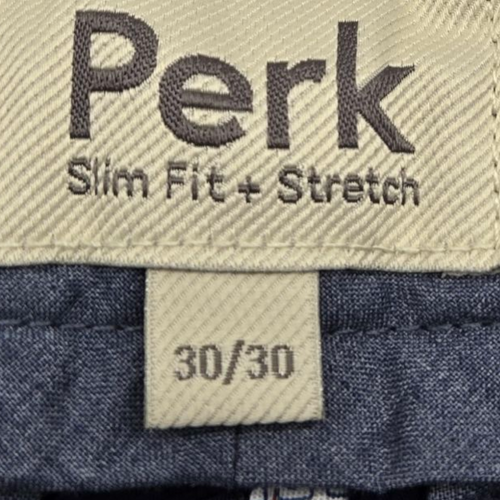 Perk
Slim Fit + Stretch
30/30